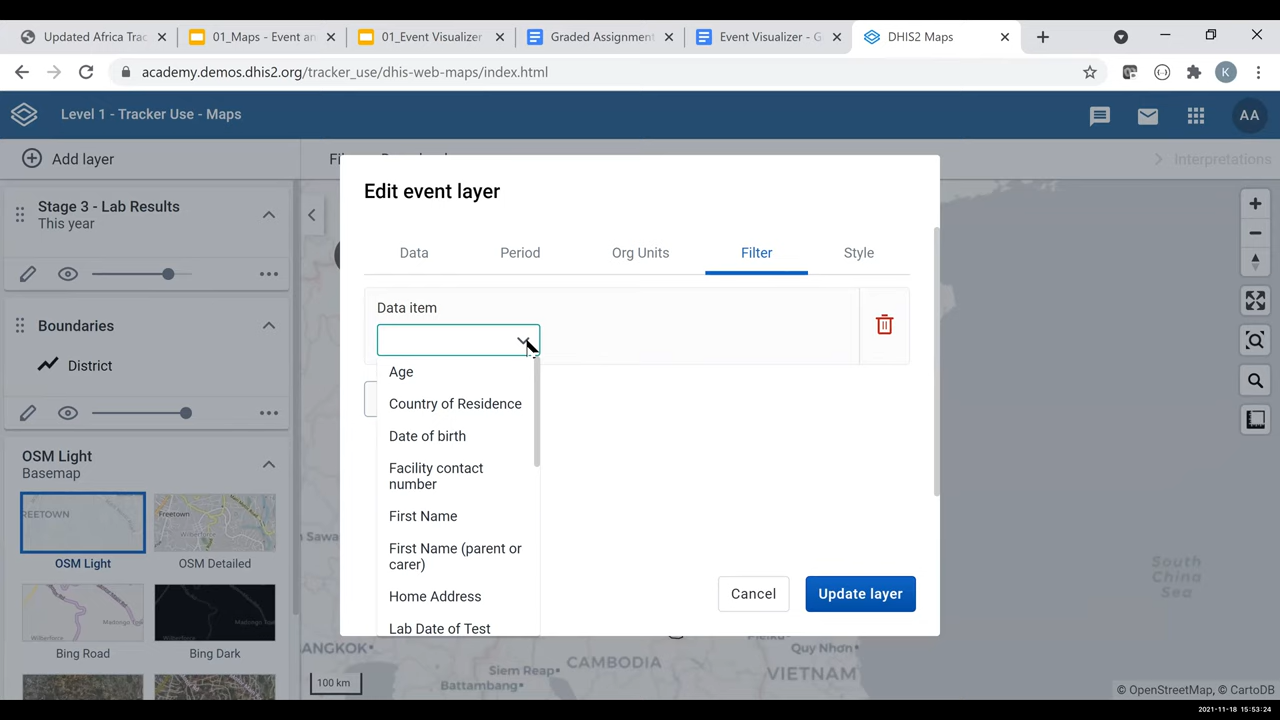 Updated Africa Trac
01_Maps - Event an
01_Event Visualizer
Graded Assignment
Event Visualizer - G
DHIS2 Maps
academy.demos.dhis2.org/tracker_use/dhis-web-maps/index.html
K
Level 1 - Tracker Use - Maps
AA
Add layer
Interpretations
Stage 3 - Lab Results
This year
Boundaries
District
OSM Light
Basemap
OSM Light
OSM Detailed
Bing Road
Bing Dark
Edit event layer
Data
Period
Org Units
Filter
Style
Data item
Age
Country of Residence
Date of birth
Facility contact
number
First Name
First Name (parent or
carer)
Home Address
Lab Date of Test
Cancel
Update layer
South
China
Sea
Quy Nhơn
CAMBODIA
VIETNAM
Siem Reap
Battambang
ANGKOK
100 km
© OpenStreetMap, © CartoDB
2021-11-18 15:53:24